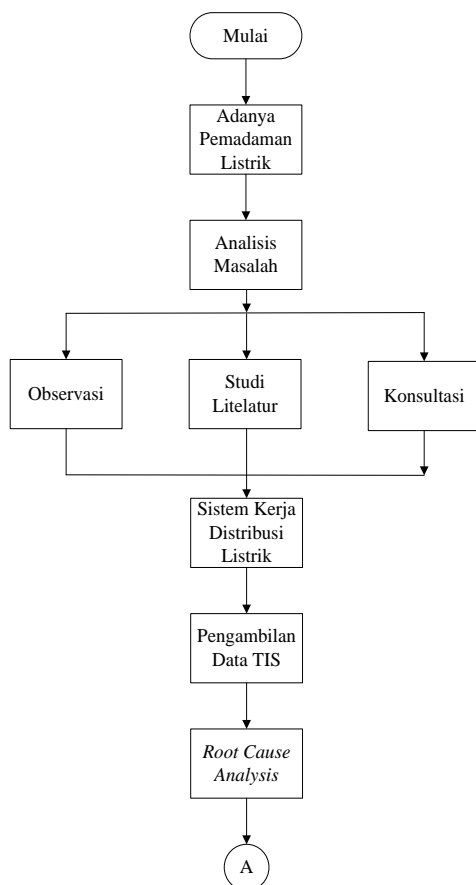 Mulai
Adanya
Pemadaman
Listrik
Analisis
Masalah
Observasi
Studi
Litelatur
Konsultasi
Sistem Kerja
Distribusi
Listrik
Pengambilan
Data TIS
Root Cause
Analysis
A